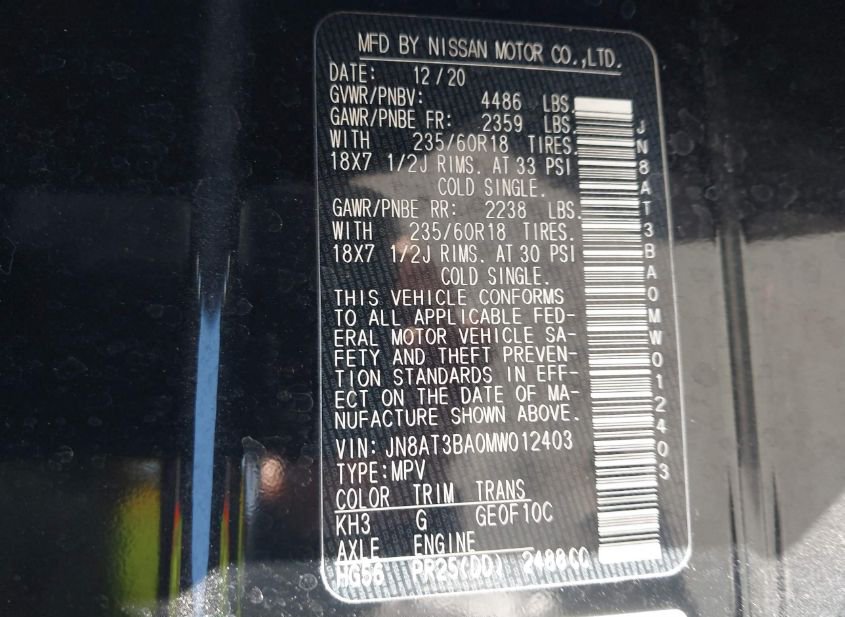 MFD BY NISSAN MOTOR CO.,LTD.
DATE: 12/20
GVWR/PNBV: 4486 LBS.
GAWR/PNBE FR: 2359 LBS.
WITH 235/60R18 TIRES.
18X7 1/2J RIMS. AT 33 PSI
COLD SINGLE.
GAWR/PNBE RR: 2238 LBS.
WITH 235/60R18 TIRES.
18X7 1/2J RIMS. AT 30 PSI
COLD SINGLE.
THIS VEHICLE CONFORMS
TO ALL APPLICABLE FED-
ERAL MOTOR VEHICLE SA-
FETY AND THEFT PREVEN-
TION STANDARDS IN EFF-
ECT ON THE DATE OF MA-
NUFACTURE SHOWN ABOVE.
VIN: JN8AT3BA0MW012403
TYPE:MPV
COLOR TRIM TRANS
KH3 G GE0F10C
AXLE ENGINE
HG56 PR25(DD) 2488CC
JN8AT3BA0MW012403